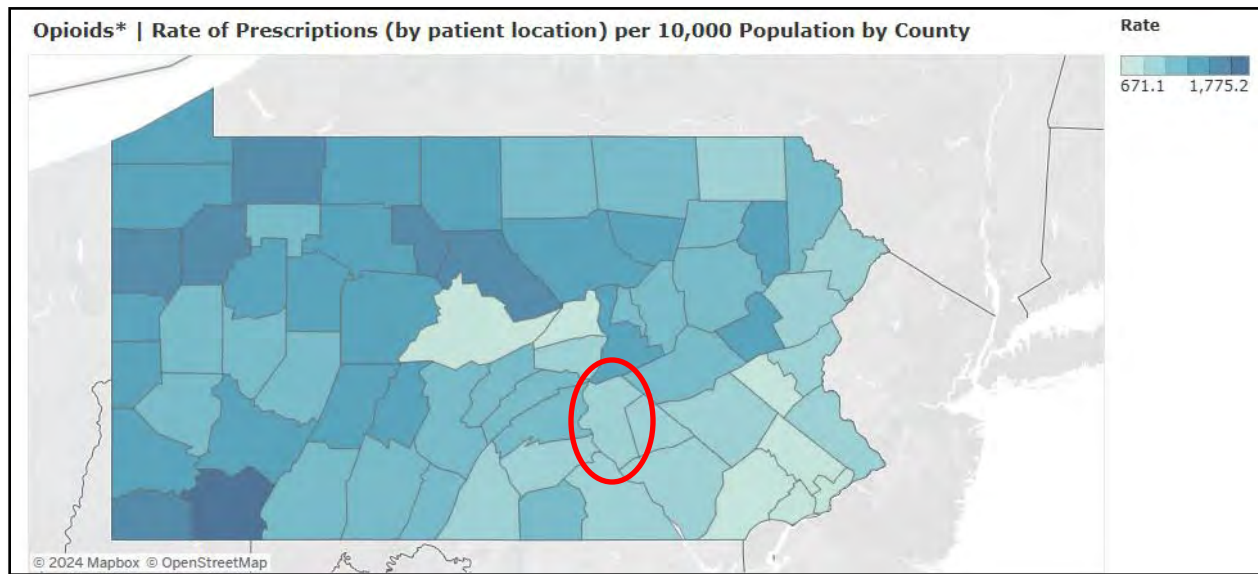 Opioids* | Rate of Prescriptions (by patient location) per 10,000 Population by County
Rate
671.1 1,775.2
© 2024 Mapbox © OpenStreetMap